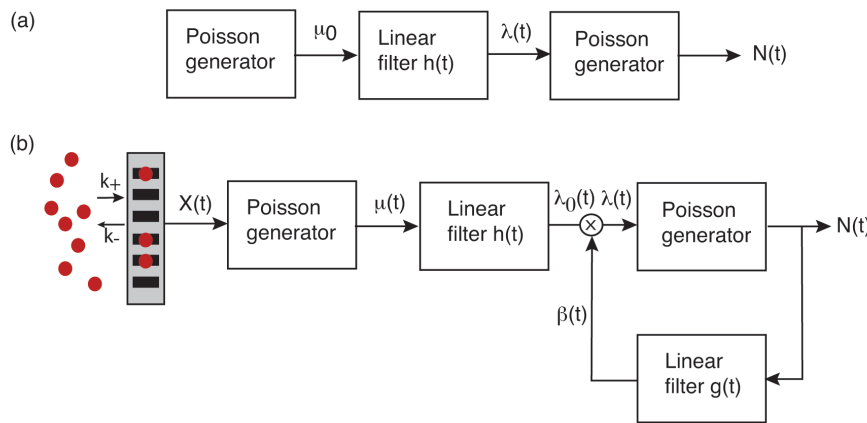 (a)
Poisson
generator
μ0
Linear
filter h(t)
λ(t)
Poisson
generator
N(t)
(b)
k+
k-
X(t)
Poisson
generator
μ(t)
Linear
filter h(t)
λ0(t)
λ(t)
Poisson
generator
N(t)
β(t)
Linear
filter g(t)